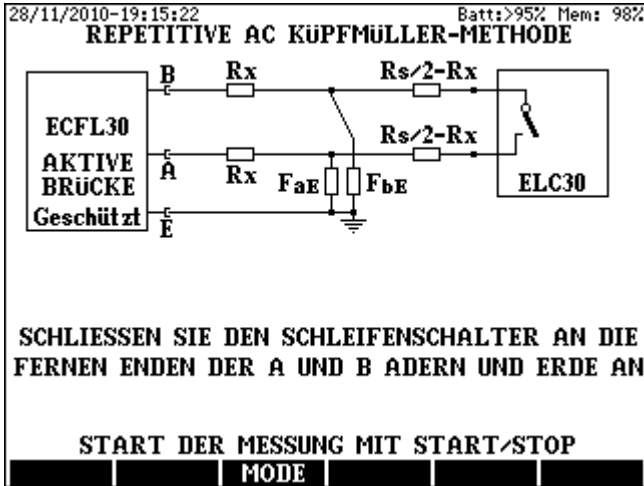 28/11/2010-19:15:22 Batt:>95% Mem: 98%
REPETITIVE AC KÜPFMÜLLER-METHODE
B Rx Rs/2-Rx
ECFL30
AKTIVE
BRÜCKE
Geschützt
A Rx Rs/2-Rx
FaE FbE
E
ELC30
SCHLIESSEN SIE DEN SCHLEIFENSCHALTER AN DIE
FERNEN ENDEN DER A UND B ADERN UND ERDE AN
START DER MESSUNG MIT START/STOP
MODE